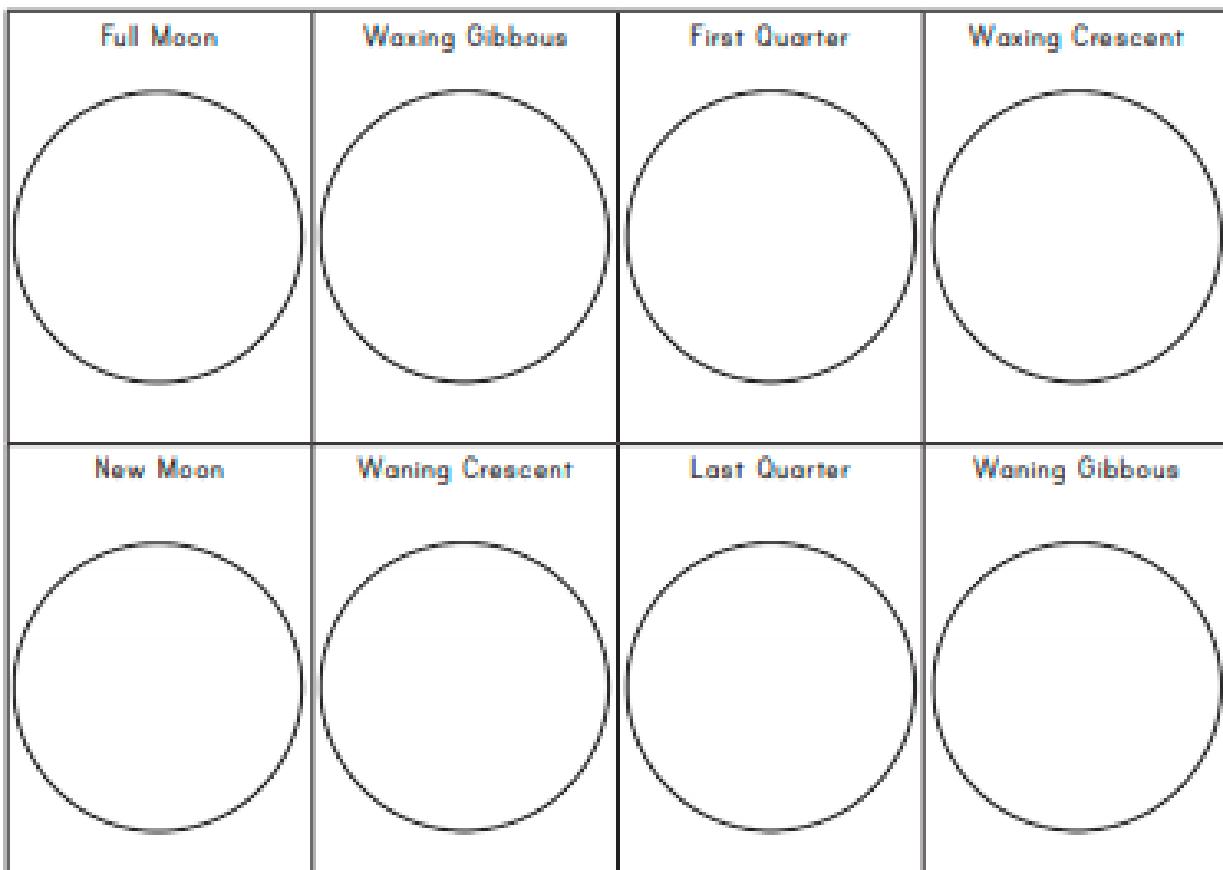 Full Moon
Waxing Gibbous
First Quarter
Waxing Crescent
New Moon
Waning Crescent
Last Quarter
Waning Gibbous